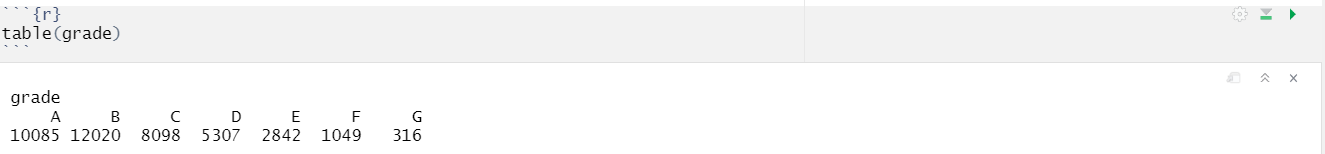 ```{r}
table(grade)
```
grade
A B C D E F G
10085 12020 8098 5307 2842 1049 316